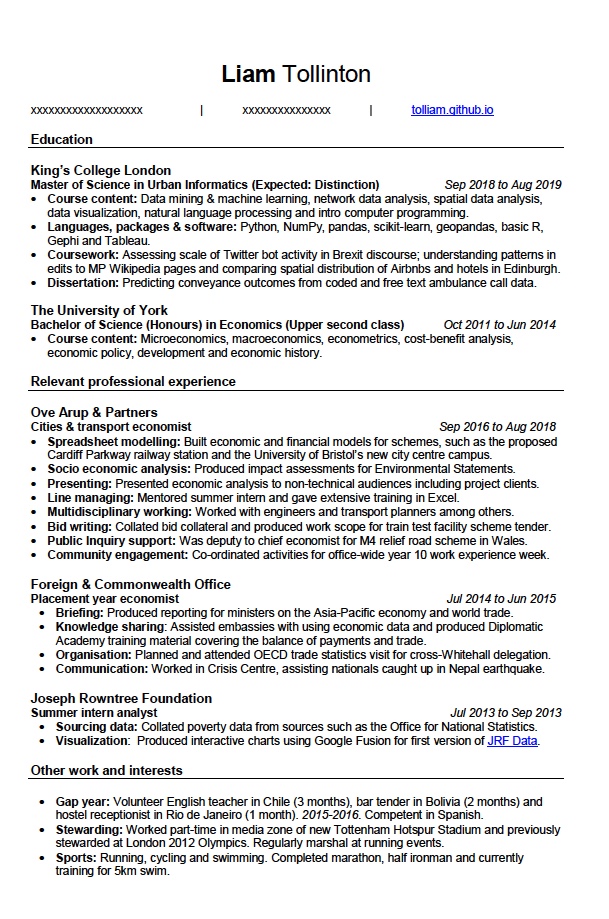 Liam Tollinton
xxxxxxxxxxxxxxxxxxx | xxxxxxxxxxxxxxx | tolliam.github.io
Education
King's College London
Master of Science in Urban Informatics (Expected: Distinction) Sep 2018 to Aug 2019
• Course content: Data mining & machine learning, network data analysis, spatial data analysis,
data visualization, natural language processing and intro computer programming.
• Languages, packages & software: Python, NumPy, pandas, scikit-learn, geopandas, basic R,
Gephi and Tableau.
• Coursework: Assessing scale of Twitter bot activity in Brexit discourse; understanding patterns in
edits to MP Wikipedia pages and comparing spatial distribution of Airbnbs and hotels in Edinburgh.
• Dissertation: Predicting conveyance outcomes from coded and free text ambulance call data.
The University of York
Bachelor of Science (Honours) in Economics (Upper second class) Oct 2011 to Jun 2014
• Course content: Microeconomics, macroeconomics, econometrics, cost-benefit analysis,
economic policy, development and economic history.
Relevant professional experience
Ove Arup & Partners
Cities & transport economist Sep 2016 to Aug 2018
• Spreadsheet modelling: Built economic and financial models for schemes, such as the proposed
Cardiff Parkway railway station and the University of Bristol's new city centre campus.
• Socio economic analysis: Produced impact assessments for Environmental Statements.
• Presenting: Presented economic analysis to non-technical audiences including project clients.
• Line managing: Mentored summer intern and gave extensive training in Excel.
• Multidisciplinary working: Worked with engineers and transport planners among others.
• Bid writing: Collated bid collateral and produced work scope for train test facility scheme tender.
• Public Inquiry support: Was deputy to chief economist for M4 relief road scheme in Wales.
• Community engagement: Co-ordinated activities for office-wide year 10 work experience week.
Foreign & Commonwealth Office
Placement year economist Jul 2014 to Jun 2015
• Briefing: Produced reporting for ministers on the Asia-Pacific economy and world trade.
• Knowledge sharing: Assisted embassies with using economic data and produced Diplomatic
Academy training material covering the balance of payments and trade.
• Organisation: Planned and attended OECD trade statistics visit for cross-Whitehall delegation.
• Communication: Worked in Crisis Centre, assisting nationals caught up in Nepal earthquake.
Joseph Rowntree Foundation
Summer intern analyst Jul 2013 to Sep 2013
• Sourcing data: Collated poverty data from sources such as the Office for National Statistics.
• Visualization: Produced interactive charts using Google Fusion for first version of JRF Data.
Other work and interests
• Gap year: Volunteer English teacher in Chile (3 months), bar tender in Bolivia (2 months) and
hostel receptionist in Rio de Janeiro (1 month). 2015-2016. Competent in Spanish.
• Stewarding: Worked part-time in media zone of new Tottenham Hotspur Stadium and previously
stewarded at London 2012 Olympics. Regularly marshal at running events.
• Sports: Running, cycling and swimming. Completed marathon, half ironman and currently
training for 5km swim.